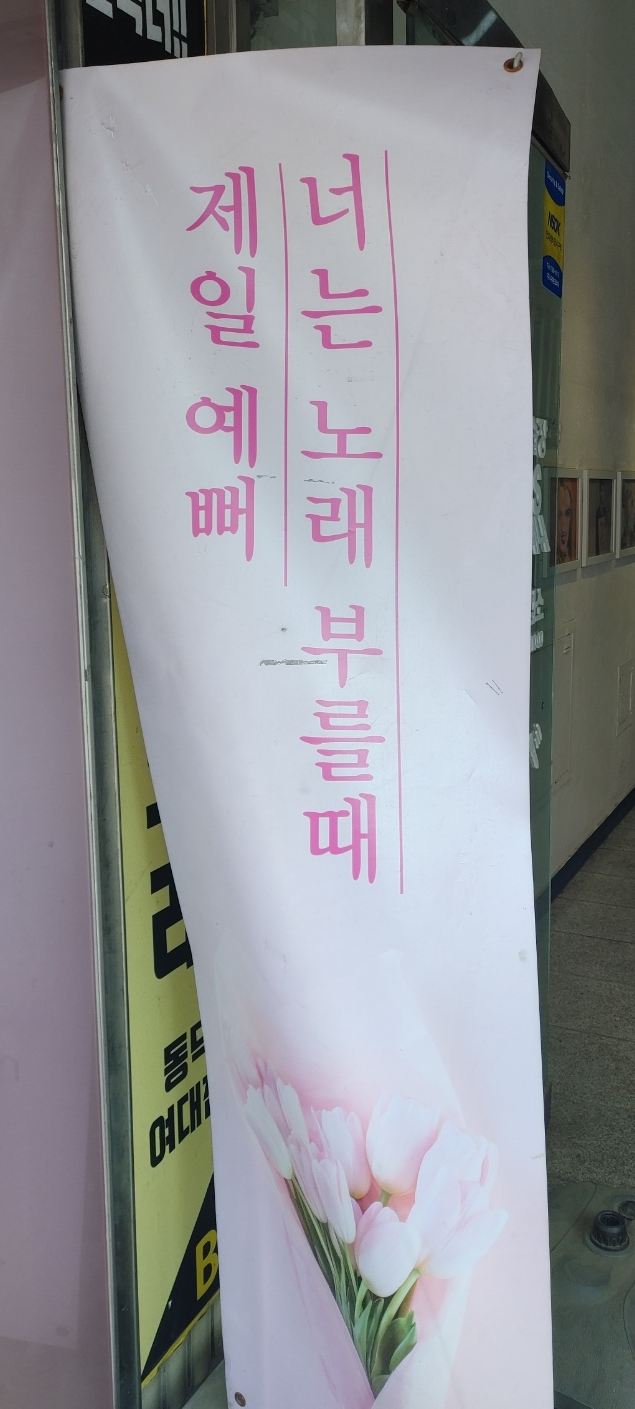 너는 노래 부를때
제일 예뻐